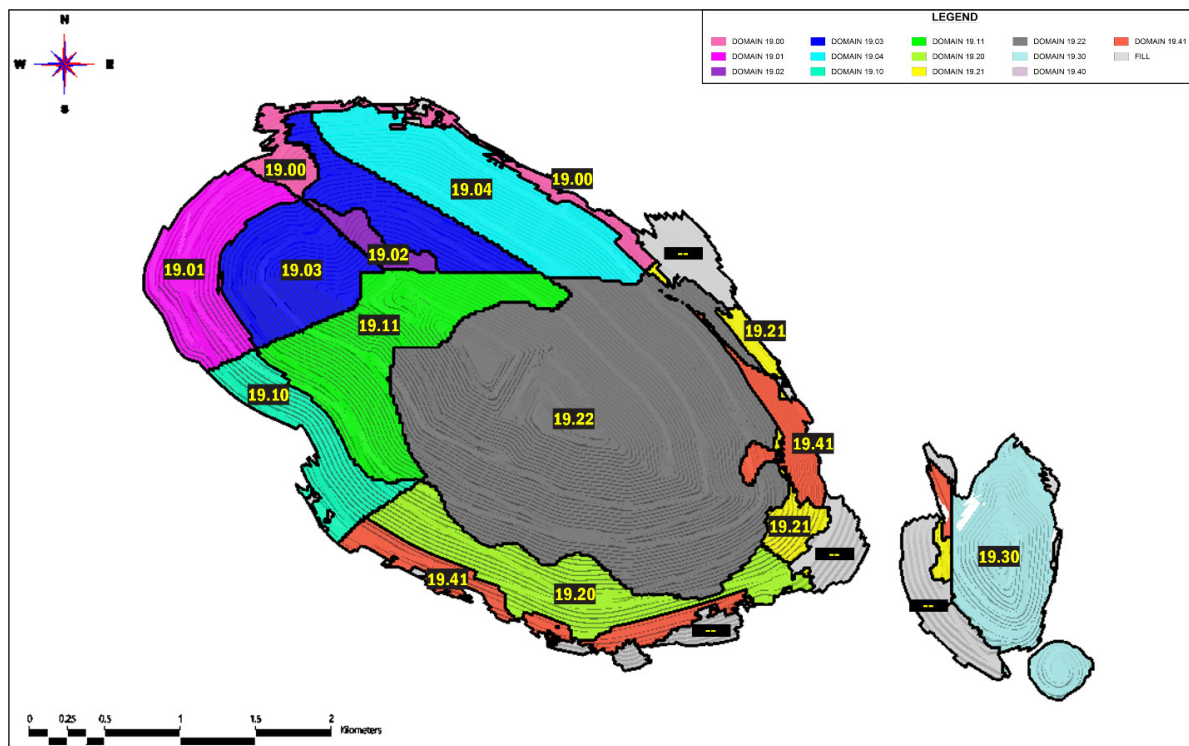 N
W E
S
LEGEND
DOMAIN 19.00 DOMAIN 19.03 DOMAIN 19.11 DOMAIN 19.22 DOMAIN 19.41
DOMAIN 19.01 DOMAIN 19.04 DOMAIN 19.20 DOMAIN 19.30 FILL
DOMAIN 19.02 DOMAIN 19.10 DOMAIN 19.21 DOMAIN 19.40
19.00
19.00
19.04
--
19.02
19.01
19.03
19.11
19.21
19.10
19.22
19.41
19.21
--
19.30
19.41
19.20
--
--
0 0.25 0.5 1 1.5 2
Kilometers